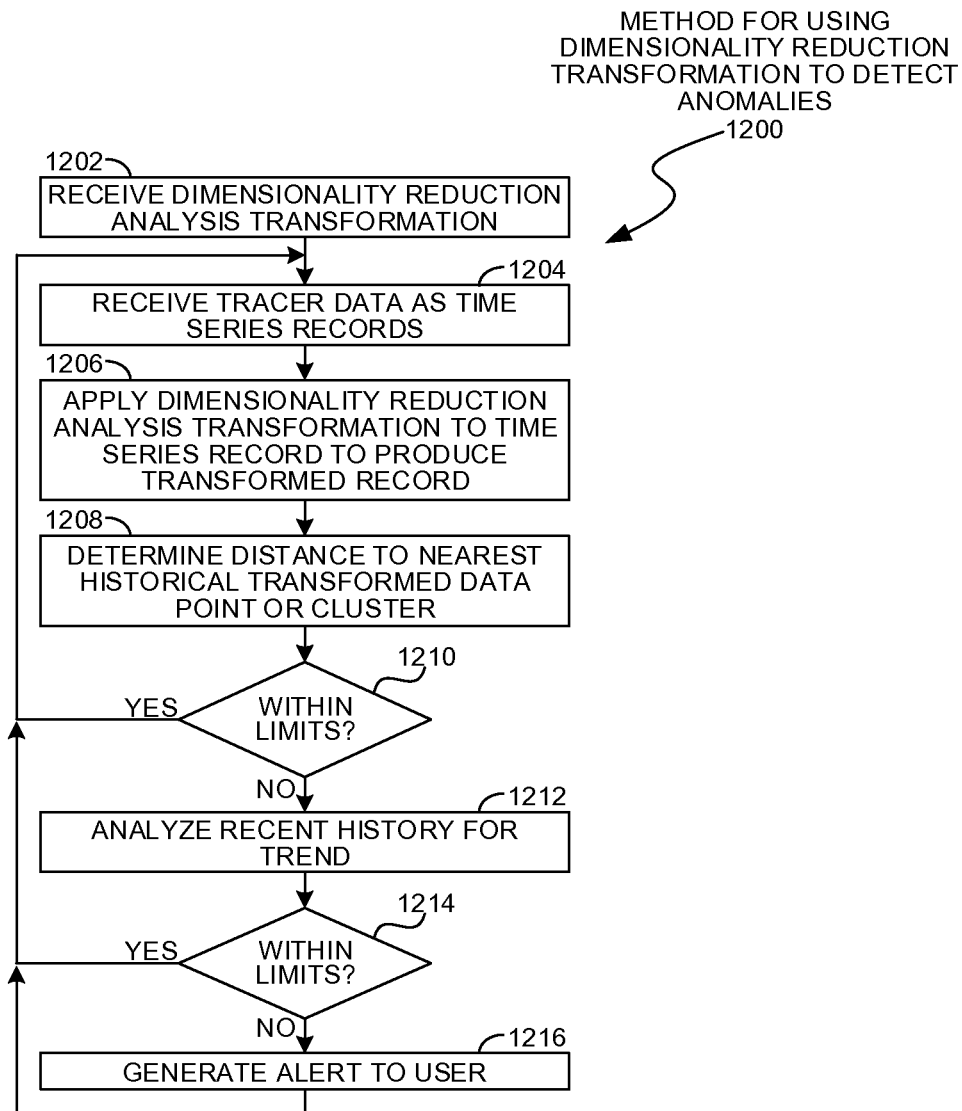 METHOD FOR USING
DIMENSIONALITY REDUCTION
TRANSFORMATION TO DETECT
ANOMALIES
1200
1202
RECEIVE DIMENSIONALITY REDUCTION
ANALYSIS TRANSFORMATION
1204
RECEIVE TRACER DATA AS TIME
SERIES RECORDS
1206
APPLY DIMENSIONALITY REDUCTION
ANALYSIS TRANSFORMATION TO TIME
SERIES RECORD TO PRODUCE
TRANSFORMED RECORD
1208
DETERMINE DISTANCE TO NEAREST
HISTORICAL TRANSFORMED DATA
POINT OR CLUSTER
1210
YES
WITHIN
LIMITS?
NO
1212
ANALYZE RECENT HISTORY FOR
TREND
1214
YES
WITHIN
LIMITS?
NO
1216
GENERATE ALERT TO USER